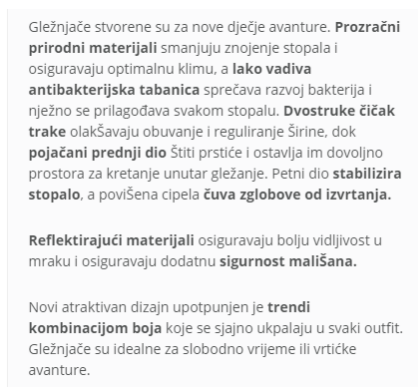 Gležnjače stvorene su za nove dječje avanture. Prozračni
prirodni materijali smanjuju znojenje stopala i
osiguravaju optimalnu klimu, a lako vadiva
antibakterijska tabanica sprečava razvoj bakterija i
nježno se prilagođava svakom stopalu. Dvostruke čičak
trake olakŠavaju obuvanje i reguliranje Širine, dok
pojačani prednji dio Štiti prstiće i ostavlja im dovoljno
prostora za kretanje unutar gležanje. Petni dio stabilizira
stopalo, a poviŠena cipela čuva zglobove od izvrtanja.
Reflektirajući materijali osiguravaju bolju vidljivost u
mraku i osiguravaju dodatnu sigurnost maliŠana.
Novi atraktivan dizajn upotpunjen je trendi
kombinacijom boja koje se sjajno ukpalaju u svaki outfit.
Gležnjače su idealne za slobodno vrijeme ili vrtićke
avanture.